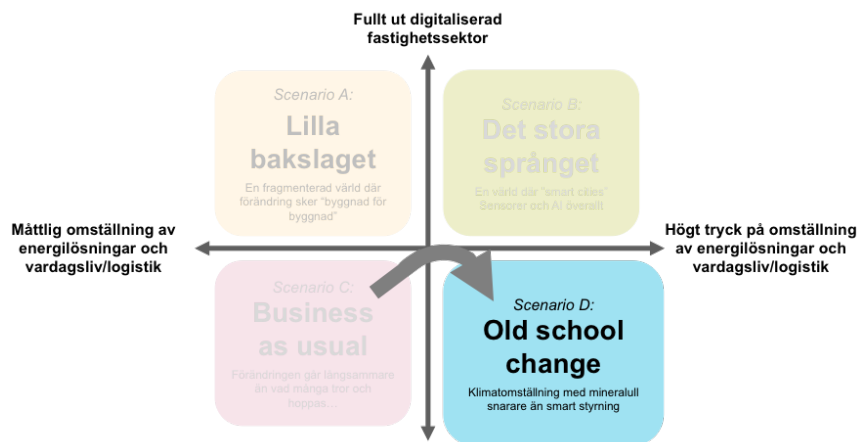 Fullt ut digitaliserad
fastighetssektor
Scenario A:
Lilla
bakslaget
En fragmenterad värld där
förändring sker "byggnad för
byggnad"
Scenario B:
Det stora
språnget
En värld där "smart cities"
Sensorer och AI överallt
Måttlig omställning av
energilösningar och
vardagsliv/logistik
Högt tryck på omställning
av energilösningar och
vardagsliv/logistik
Scenario C:
Business
as usual
Förändringen går långsammare
än vad många tror och
hoppas...
Scenario D:
Old school
change
Klimatomställning med mineralull
snarare än smart styrning